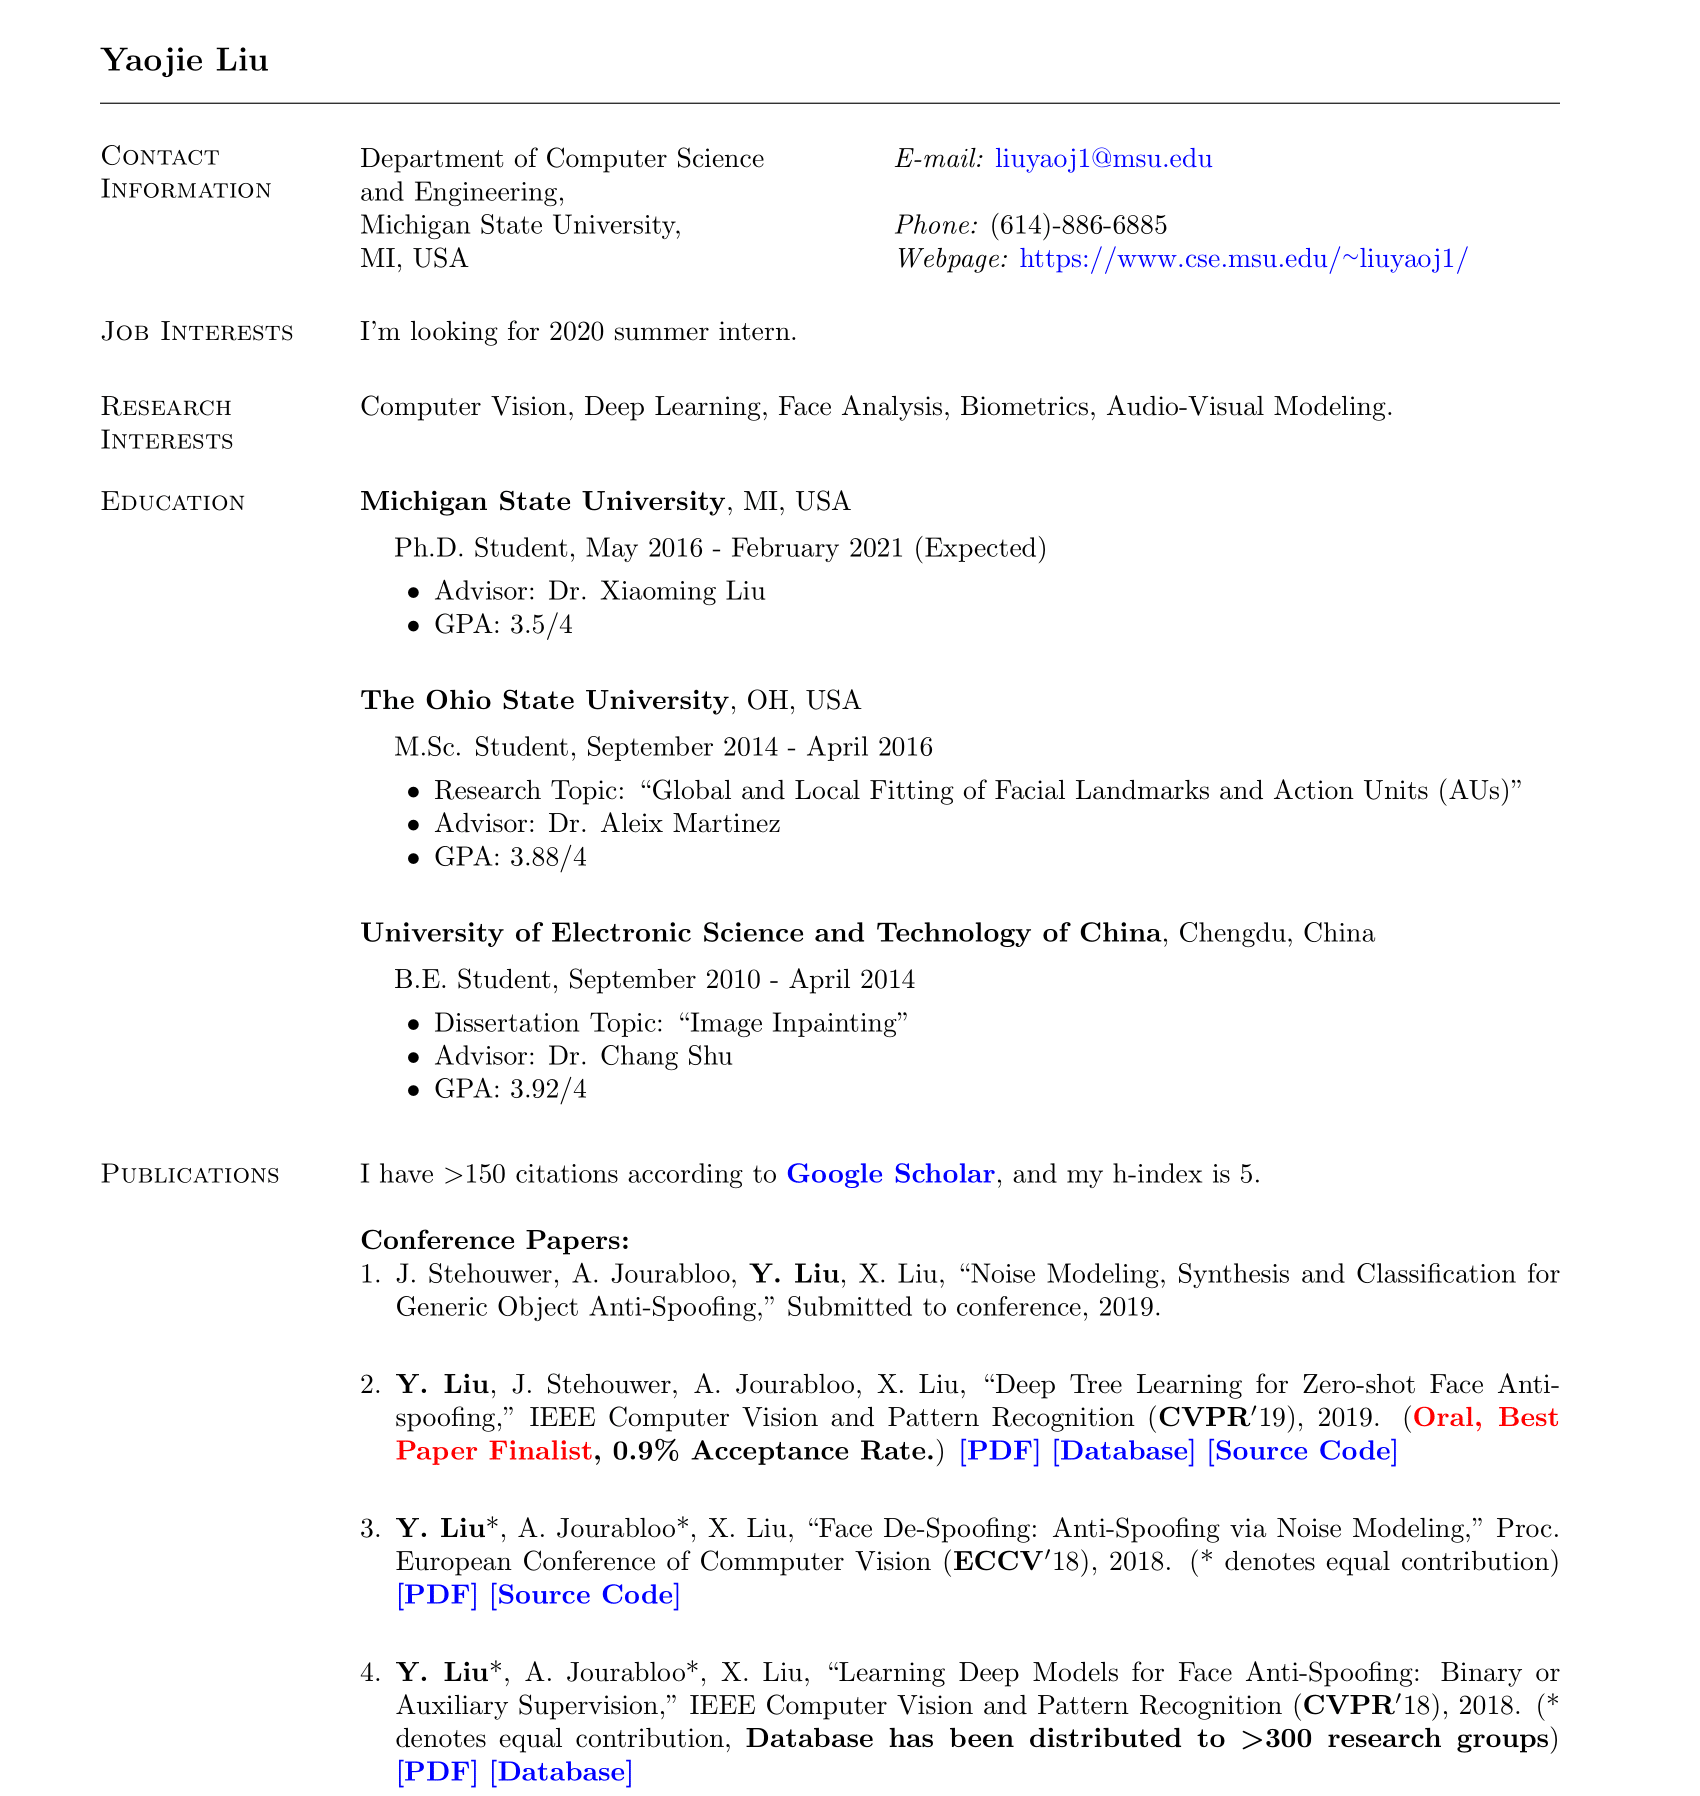 Yaojie Liu
Contact Information
Department of Computer Science and Engineering,
Michigan State University,
MI, USA
E-mail: liuyaoj1@msu.edu
Phone: (614)-886-6885
Webpage: https://www.cse.msu.edu/~liuyaoj1/
Job Interests
I'm looking for 2020 summer intern.
Research Interests
Computer Vision, Deep Learning, Face Analysis, Biometrics, Audio-Visual Modeling.
Education
Michigan State University, MI, USA
Ph.D. Student, May 2016 - February 2021 (Expected)
• Advisor: Dr. Xiaoming Liu
• GPA: 3.5/4
The Ohio State University, OH, USA
M.Sc. Student, September 2014 - April 2016
• Research Topic: “Global and Local Fitting of Facial Landmarks and Action Units (AUs)”
• Advisor: Dr. Aleix Martinez
• GPA: 3.88/4
University of Electronic Science and Technology of China, Chengdu, China
B.E. Student, September 2010 - April 2014
• Dissertation Topic: “Image Inpainting”
• Advisor: Dr. Chang Shu
• GPA: 3.92/4
Publications
I have >150 citations according to Google Scholar, and my h-index is 5.
Conference Papers:
1. J. Stehouwer, A. Jourabloo, Y. Liu, X. Liu, “Noise Modeling, Synthesis and Classification for
Generic Object Anti-Spoofing,” Submitted to conference, 2019.
2. Y. Liu, J. Stehouwer, A. Jourabloo, X. Liu, “Deep Tree Learning for Zero-shot Face Anti-
spoofing,” IEEE Computer Vision and Pattern Recognition (CVPR′19), 2019. (Oral, Best
Paper Finalist, 0.9% Acceptance Rate.) [PDF] [Database] [Source Code]
3. Y. Liu*, A. Jourabloo*, X. Liu, “Face De-Spoofing: Anti-Spoofing via Noise Modeling,” Proc.
European Conference of Commputer Vision (ECCV′18), 2018. (* denotes equal contribution)
[PDF] [Source Code]
4. Y. Liu*, A. Jourabloo*, X. Liu, “Learning Deep Models for Face Anti-Spoofing: Binary or
Auxiliary Supervision,” IEEE Computer Vision and Pattern Recognition (CVPR′18), 2018. (*
denotes equal contribution, Database has been distributed to >300 research groups)
[PDF] [Database]